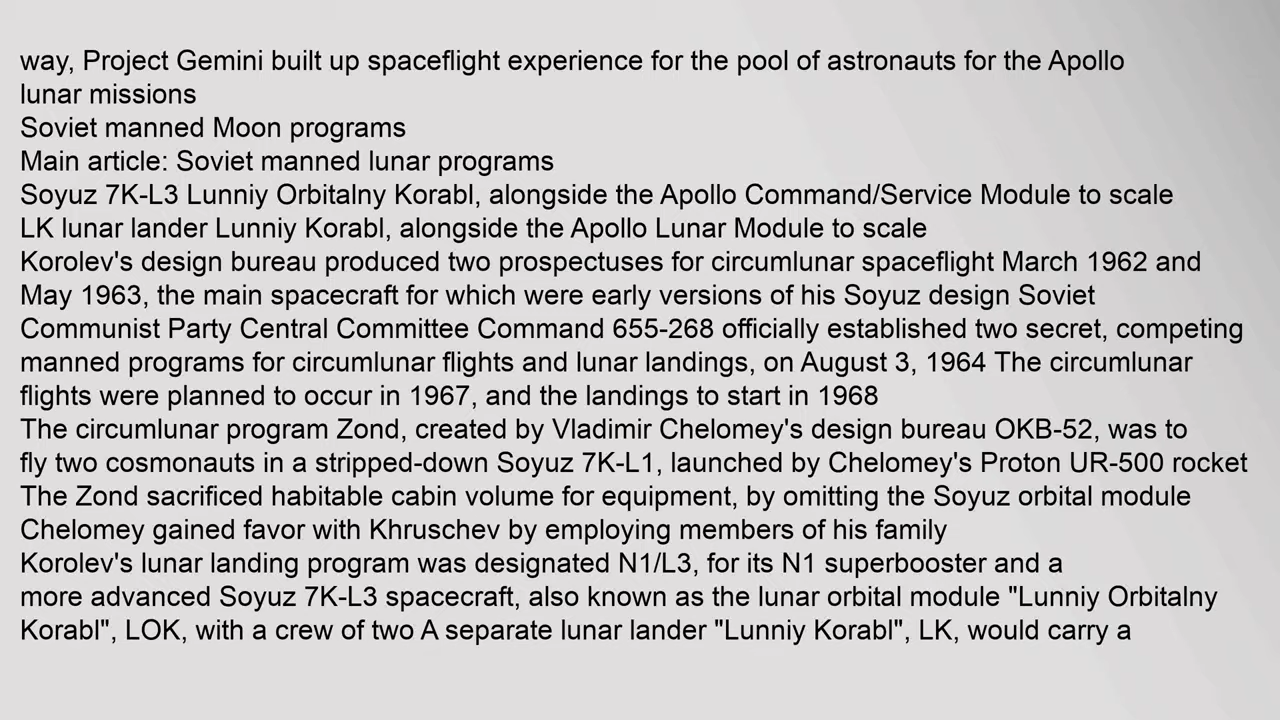 way, Project Gemini built up spaceflight experience for the pool of astronauts for the Apollo
lunar missions
Soviet manned Moon programs
Main article: Soviet manned lunar programs
Soyuz 7K-L3 Lunniy Orbitalny Korabl, alongside the Apollo Command/Service Module to scale
LK lunar lander Lunniy Korabl, alongside the Apollo Lunar Module to scale
Korolev's design bureau produced two prospectuses for circumlunar spaceflight March 1962 and
May 1963, the main spacecraft for which were early versions of his Soyuz design Soviet
Communist Party Central Committee Command 655-268 officially established two secret, competing
manned programs for circumlunar flights and lunar landings, on August 3, 1964 The circumlunar
flights were planned to occur in 1967, and the landings to start in 1968
The circumlunar program Zond, created by Vladimir Chelomey's design bureau OKB-52, was to
fly two cosmonauts in a stripped-down Soyuz 7K-L1, launched by Chelomey's Proton UR-500 rocket
The Zond sacrificed habitable cabin volume for equipment, by omitting the Soyuz orbital module
Chelomey gained favor with Khruschev by employing members of his family
Korolev's lunar landing program was designated N1/L3, for its N1 superbooster and a
more advanced Soyuz 7K-L3 spacecraft, also known as the lunar orbital module "Lunniy Orbitalny
Korabl", LOK, with a crew of two A separate lunar lander "Lunniy Korabl", LK, would carry a